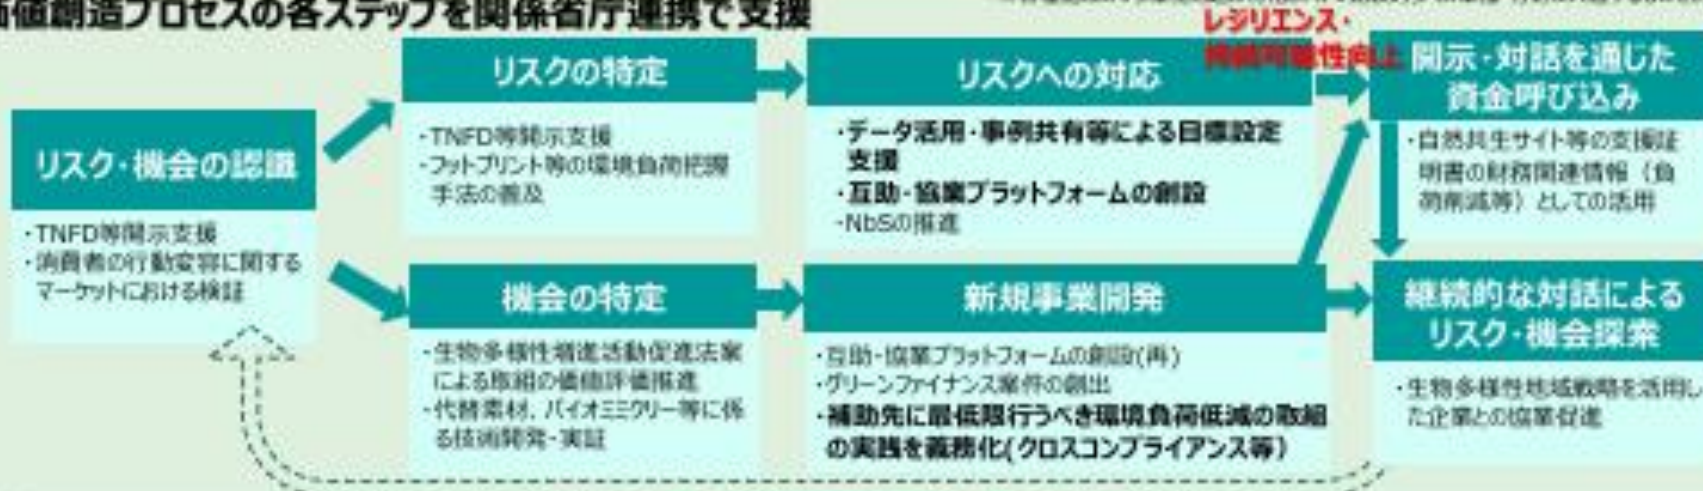 価値創造プロセスの各ステップを関係省庁連携で支援
レジリエンス・
持続可能性向上
リスク・機会の認識
・TNFD等開示支援
・消費者の行動変容に関する
マーケットにおける検証
リスクの特定
・TNFD等開示支援
・フットプリント等の環境負荷把握
手法の普及
リスクへの対応
・データ活用・事例共有等による目標設定
支援
・互助・協業プラットフォームの創設
・NbSの推進
開示・対話を通じた
資金呼び込み
・自然共生サイト等の支援証
明書の財務関連情報（負
荷削減等）としての活用
機会の特定
・生物多様性増進活動促進法案
による取組の価値評価推進
・代替素材、バイオミミクリー等に係
る技術開発・実証
新規事業開発
・互助・協業プラットフォームの創設(再)
・グリーンファイナンス案件の創出
・補助先に最低限行うべき環境負荷低減の取組
の実践を義務化(クロスコンプライアンス等）
継続的な対話による
リスク・機会探索
・生物多様性地域戦略を活用し
た企業との協業促進